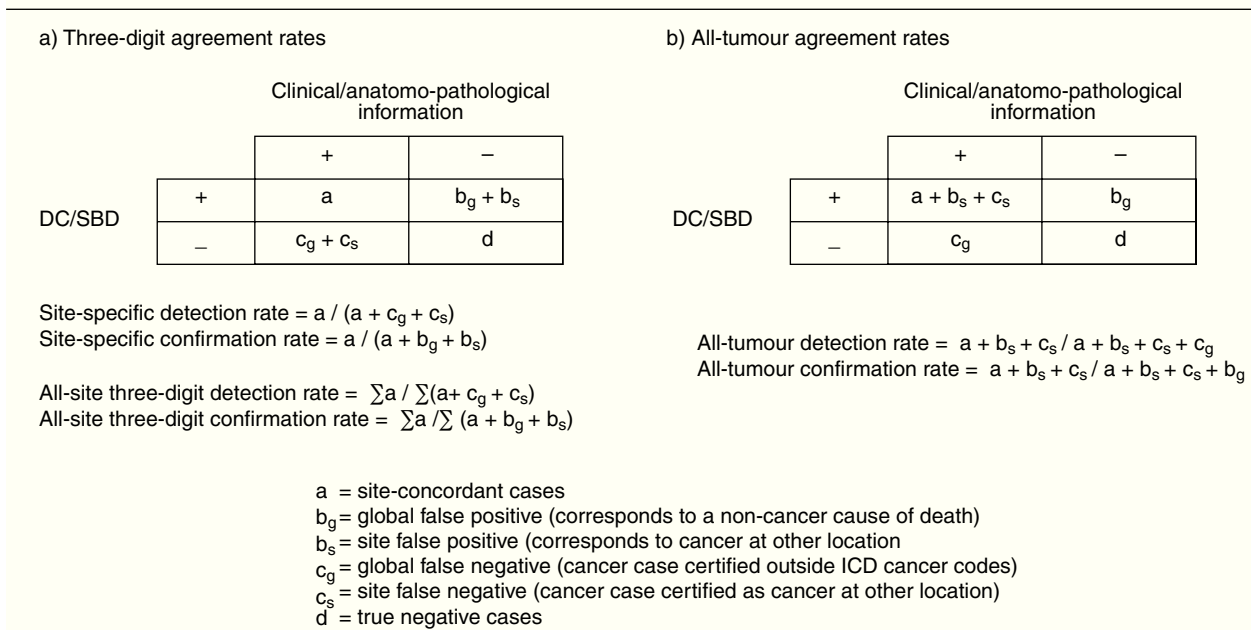 a) Three-digit agreement rates
Clinical/anatomo-pathological
information
+ –
DC/SBD
+ a b_g + b_s
– c_g + c_s d
Site-specific detection rate = a / (a + c_g + c_s)
Site-specific confirmation rate = a / (a + b_g + b_s)
All-site three-digit detection rate = ∑a / ∑(a+ c_g + c_s)
All-site three-digit confirmation rate = ∑a /∑ (a + b_g + b_s)
b) All-tumour agreement rates
Clinical/anatomo-pathological
information
+ –
DC/SBD
+ a + b_s + c_s b_g
– c_g d
All-tumour detection rate = a + b_s + c_s / a + b_s + c_s + c_g
All-tumour confirmation rate = a + b_s + c_s / a + b_s + c_s + b_g
a = site-concordant cases
b_g = global false positive (corresponds to a non-cancer cause of death)
b_s = site false positive (corresponds to cancer at other location
c_g = global false negative (cancer case certified outside ICD cancer codes)
c_s = site false negative (cancer case certified as cancer at other location)
d = true negative cases